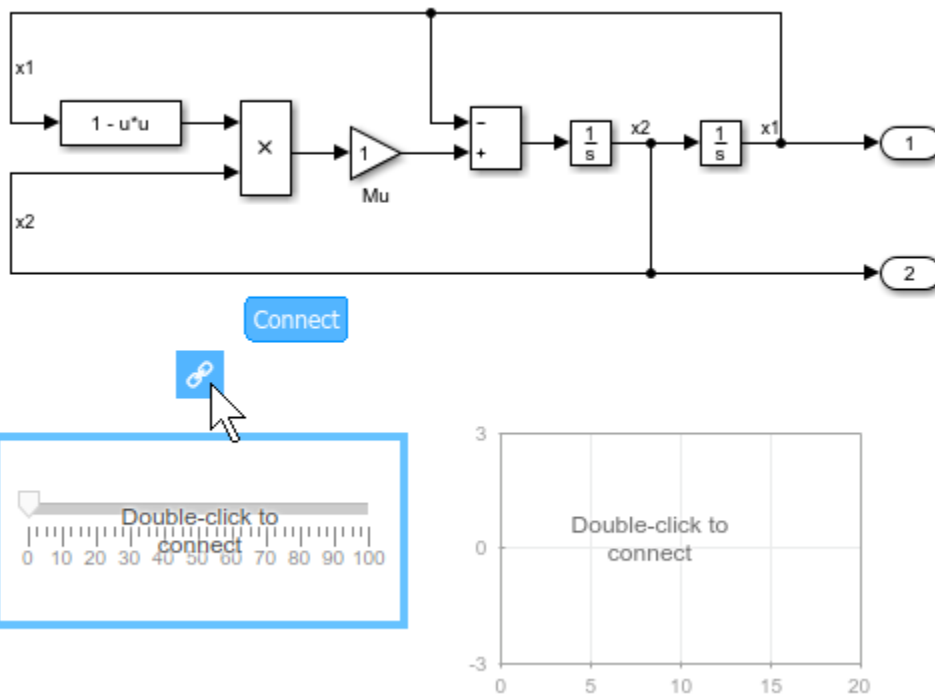 x1
1 - u*u
×
1
Mu
−
+
1
s
x2
1
s
x1
1
x2
2
Connect
Double-click to
connect
0 10 20 30 40 50 60 70 80 90 100
3
0
-3
Double-click to
connect
0 5 10 15 20